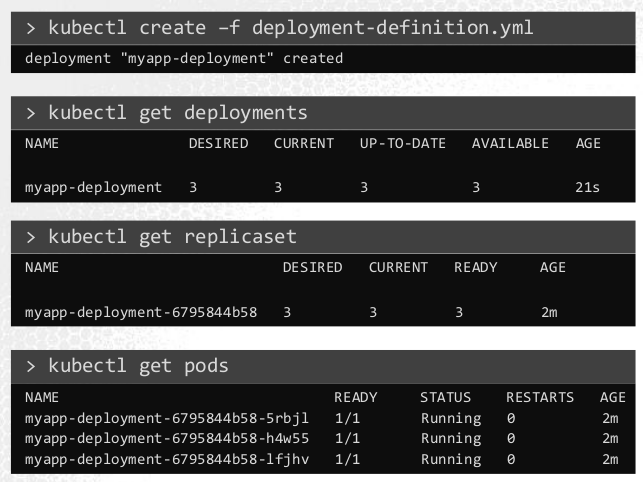 > kubectl create –f deployment-definition.yml
deployment "myapp-deployment" created
> kubectl get deployments
NAME DESIRED CURRENT UP-TO-DATE AVAILABLE AGE
myapp-deployment 3 3 3 3 21s
> kubectl get replicaset
NAME DESIRED CURRENT READY AGE
myapp-deployment-6795844b58 3 3 3 2m
> kubectl get pods
NAME READY STATUS RESTARTS AGE
myapp-deployment-6795844b58-5rbjl 1/1 Running 0 2m
myapp-deployment-6795844b58-h4w55 1/1 Running 0 2m
myapp-deployment-6795844b58-lfjhv 1/1 Running 0 2m